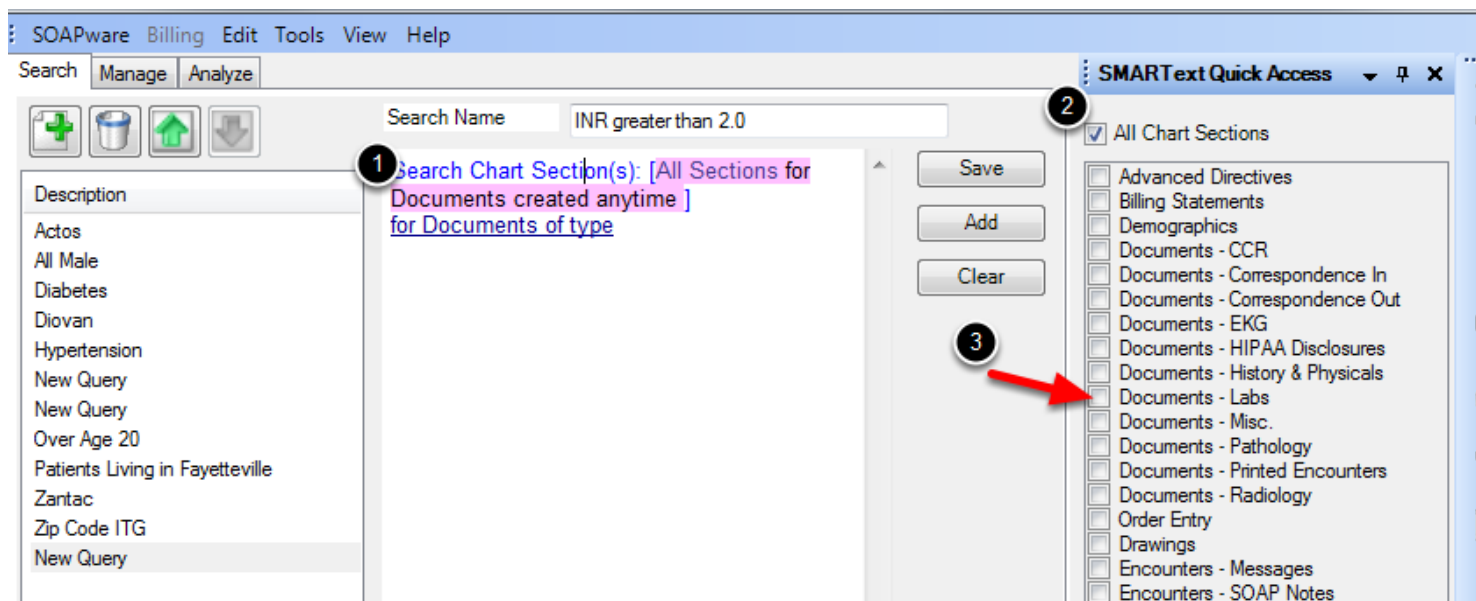 SOAPware Billing Edit Tools View Help
Search Manage Analyze
SMARText Quick Access
2
Search Name INR greater than 2.0
All Chart Sections
1
Search Chart Section(s): [All Sections for
Documents created anytime ]
for Documents of type
Save
Add
Clear
3
Description
Actos
All Male
Diabetes
Diovan
Hypertension
New Query
New Query
Over Age 20
Patients Living in Fayetteville
Zantac
Zip Code ITG
New Query
Advanced Directives
Billing Statements
Demographics
Documents - CCR
Documents - Correspondence In
Documents - Correspondence Out
Documents - EKG
Documents - HIPAA Disclosures
Documents - History & Physicals
Documents - Labs
Documents - Misc.
Documents - Pathology
Documents - Printed Encounters
Documents - Radiology
Order Entry
Drawings
Encounters - Messages
Encounters - SOAP Notes